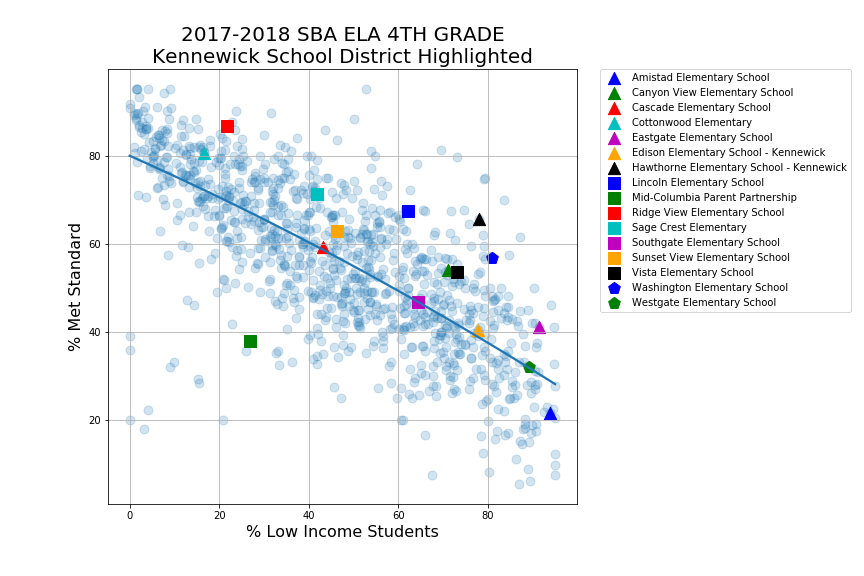 2017-2018 SBA ELA 4TH GRADE
Kennewick School District Highlighted
% Met Standard
80
60
40
20
0 20 40 60 80
% Low Income Students
Amistad Elementary School
Canyon View Elementary School
Cascade Elementary School
Cottonwood Elementary
Eastgate Elementary School
Edison Elementary School - Kennewick
Hawthorne Elementary School - Kennewick
Lincoln Elementary School
Mid-Columbia Parent Partnership
Ridge View Elementary School
Sage Crest Elementary
Southgate Elementary School
Sunset View Elementary School
Vista Elementary School
Washington Elementary School
Westgate Elementary School